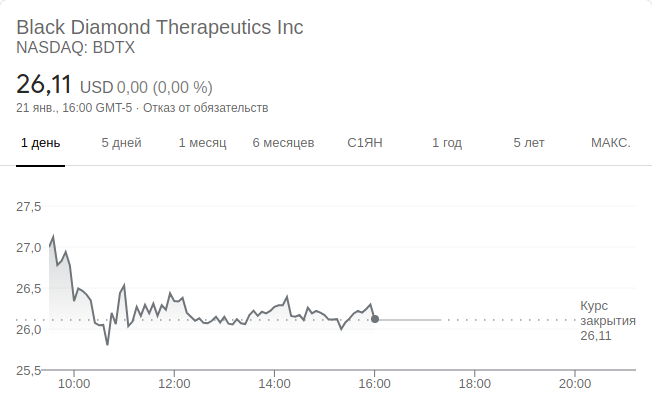 Black Diamond Therapeutics Inc
NASDAQ: BDTX
26,11 USD 0,00 (0,00 %)
21 янв., 16:00 GMT-5 · Отказ от обязательств
1 день 5 дней 1 месяц 6 месяцев С1ЯН 1 год 5 лет МАКС.
27,5
27,0
26,5
26,0
25,5
Курс
закрытия
26,11
10:00 12:00 14:00 16:00 18:00 20:00